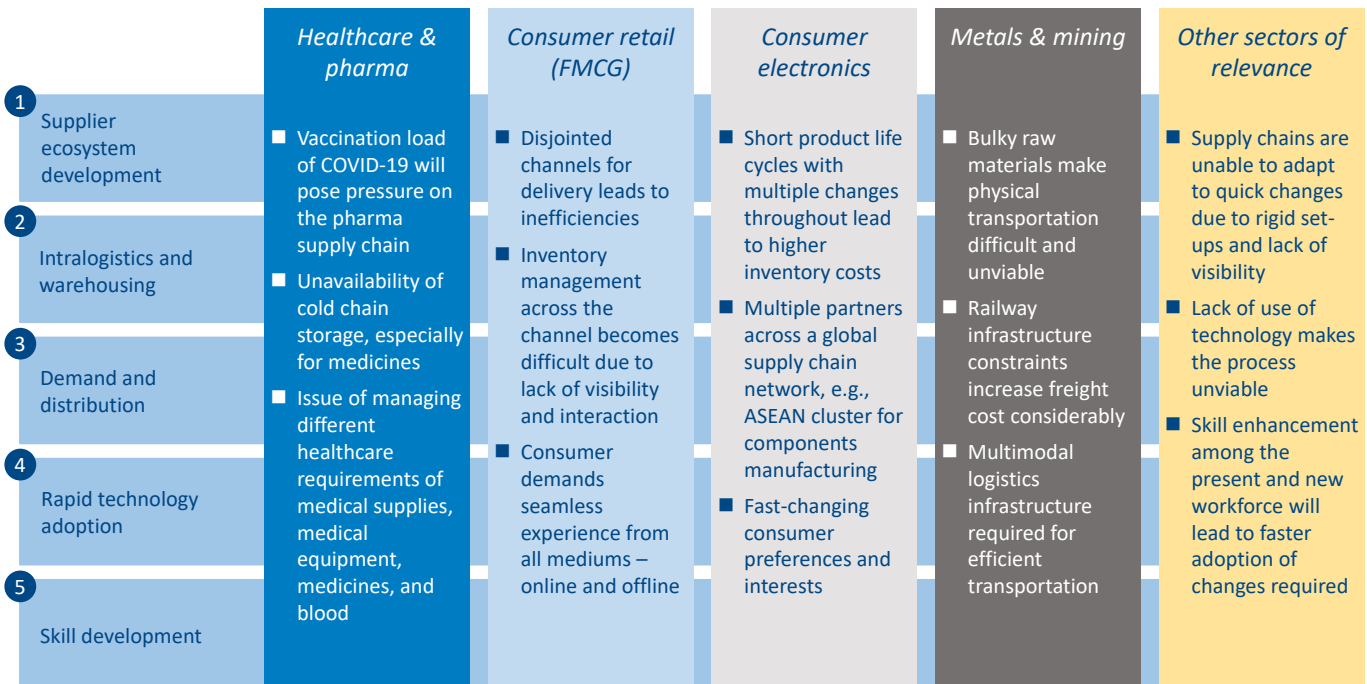 Healthcare &
pharma
Consumer retail
(FMCG)
Consumer
electronics
Metals & mining
Other sectors of
relevance
1
Supplier
ecosystem
development
2
Intralogistics and
warehousing
3
Demand and
distribution
4
Rapid technology
adoption
5
Skill development
■ Vaccination load
of COVID-19 will
pose pressure on
the pharma
supply chain
■ Unavailability of
cold chain
storage, especially
for medicines
■ Issue of managing
different
healthcare
requirements of
medical supplies,
medical
equipment,
medicines, and
blood
■ Disjointed
channels for
delivery leads to
inefficiencies
■ Inventory
management
across the
channel becomes
difficult due to
lack of visibility
and interaction
■ Consumer
demands
seamless
experience from
all mediums –
online and offline
■ Short product life
cycles with
multiple changes
throughout lead
to higher
inventory costs
■ Multiple partners
across a global
supply chain
network, e.g.,
ASEAN cluster for
components
manufacturing
■ Fast-changing
consumer
preferences and
interests
■ Bulky raw
materials make
physical
transportation
difficult and
unviable
■ Railway
infrastructure
constraints
increase freight
cost considerably
■ Multimodal
logistics
infrastructure
required for
efficient
transportation
■ Supply chains are
unable to adapt
to quick changes
due to rigid set-
ups and lack of
visibility
■ Lack of use of
technology makes
the process
unviable
■ Skill enhancement
among the
present and new
workforce will
lead to faster
adoption of
changes required